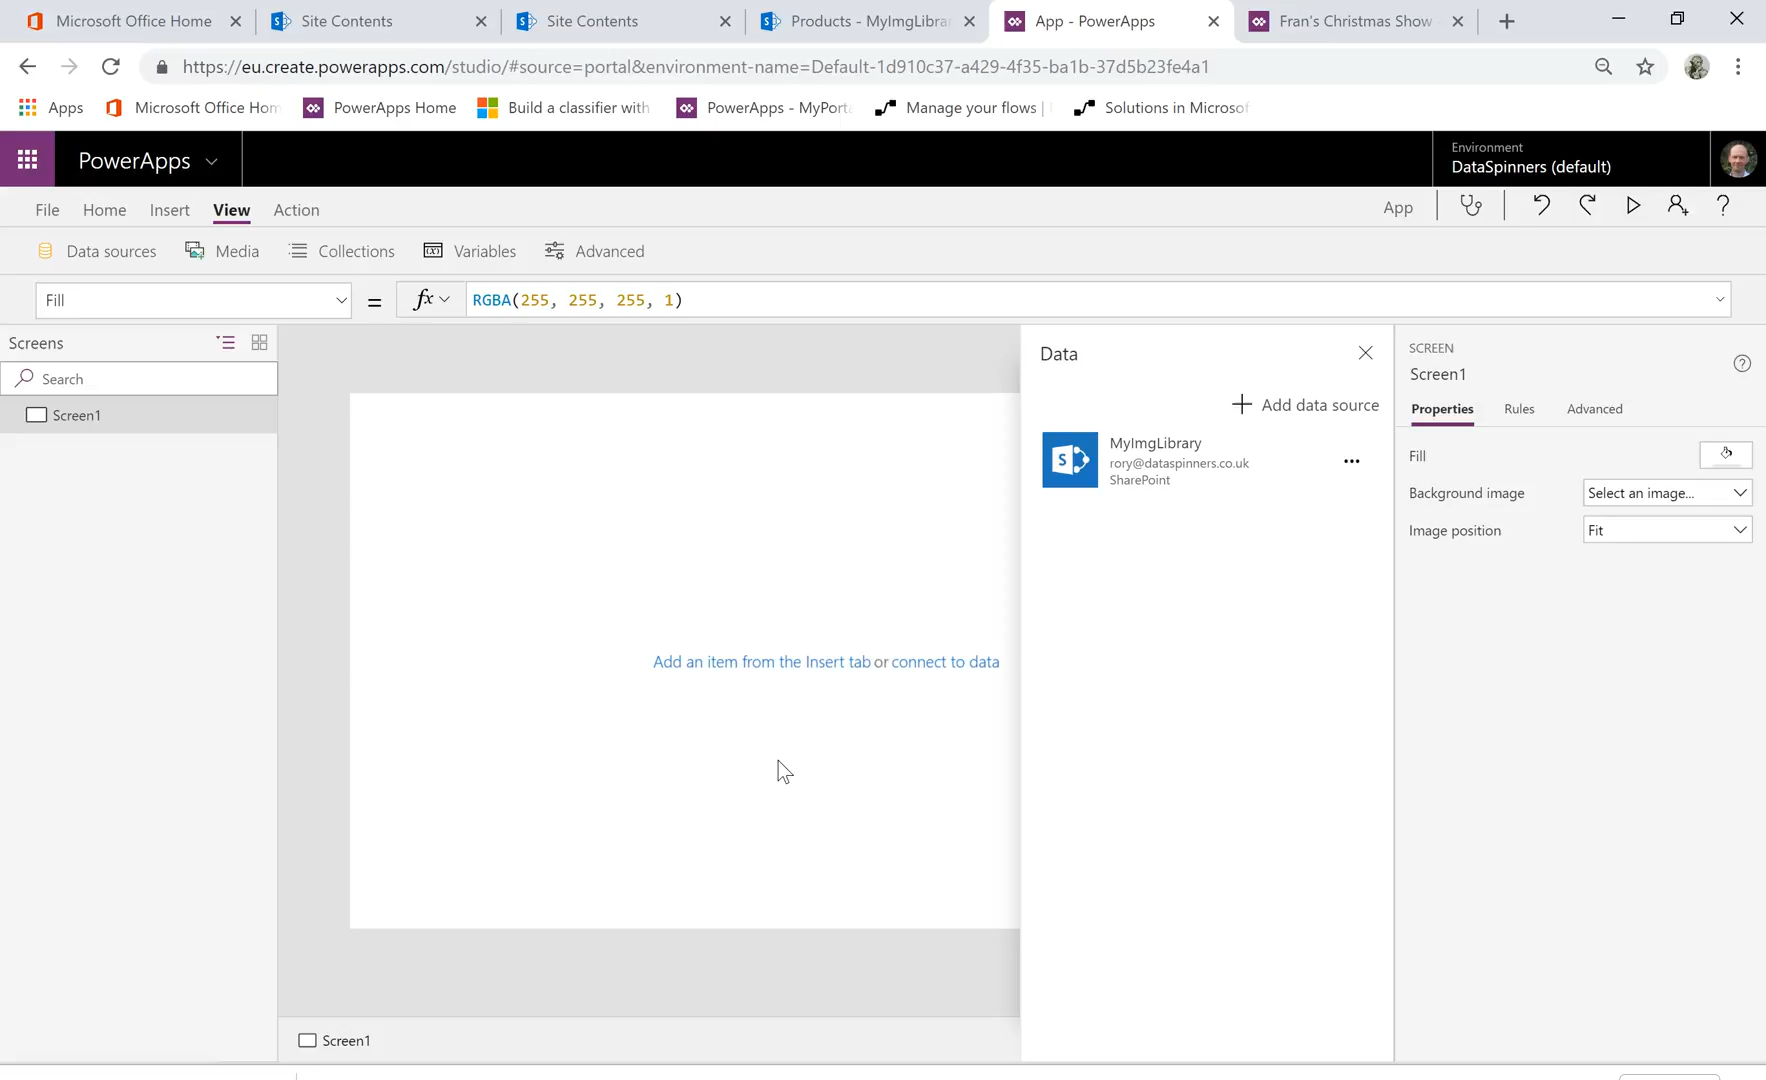 Microsoft Office Home
Site Contents
Site Contents
Products - MyImgLibra
App - PowerApps
Fran's Christmas Show -
https://eu.create.powerapps.com/studio/#source=portal&environment-name=Default-1d910c37-a429-4f35-ba1b-37d5b23fe4a1
Apps
Microsoft Office Hom
PowerApps Home
Build a classifier with
PowerApps - MyPorta
Manage your flows |
Solutions in Microsof
PowerApps
Environment
DataSpinners (default)
File
Home
Insert
View
Action
App
Data sources
Media
Collections
Variables
Advanced
Fill
=
fx
RGBA(255, 255, 255, 1)
Screens
Search
Screen1
Add an item from the Insert tab or connect to data
Screen1
Data
Add data source
MyImgLibrary
rory@dataspinners.co.uk
SharePoint
SCREEN
Screen1
Properties
Rules
Advanced
Fill
Background image
Select an image...
Image position
Fit